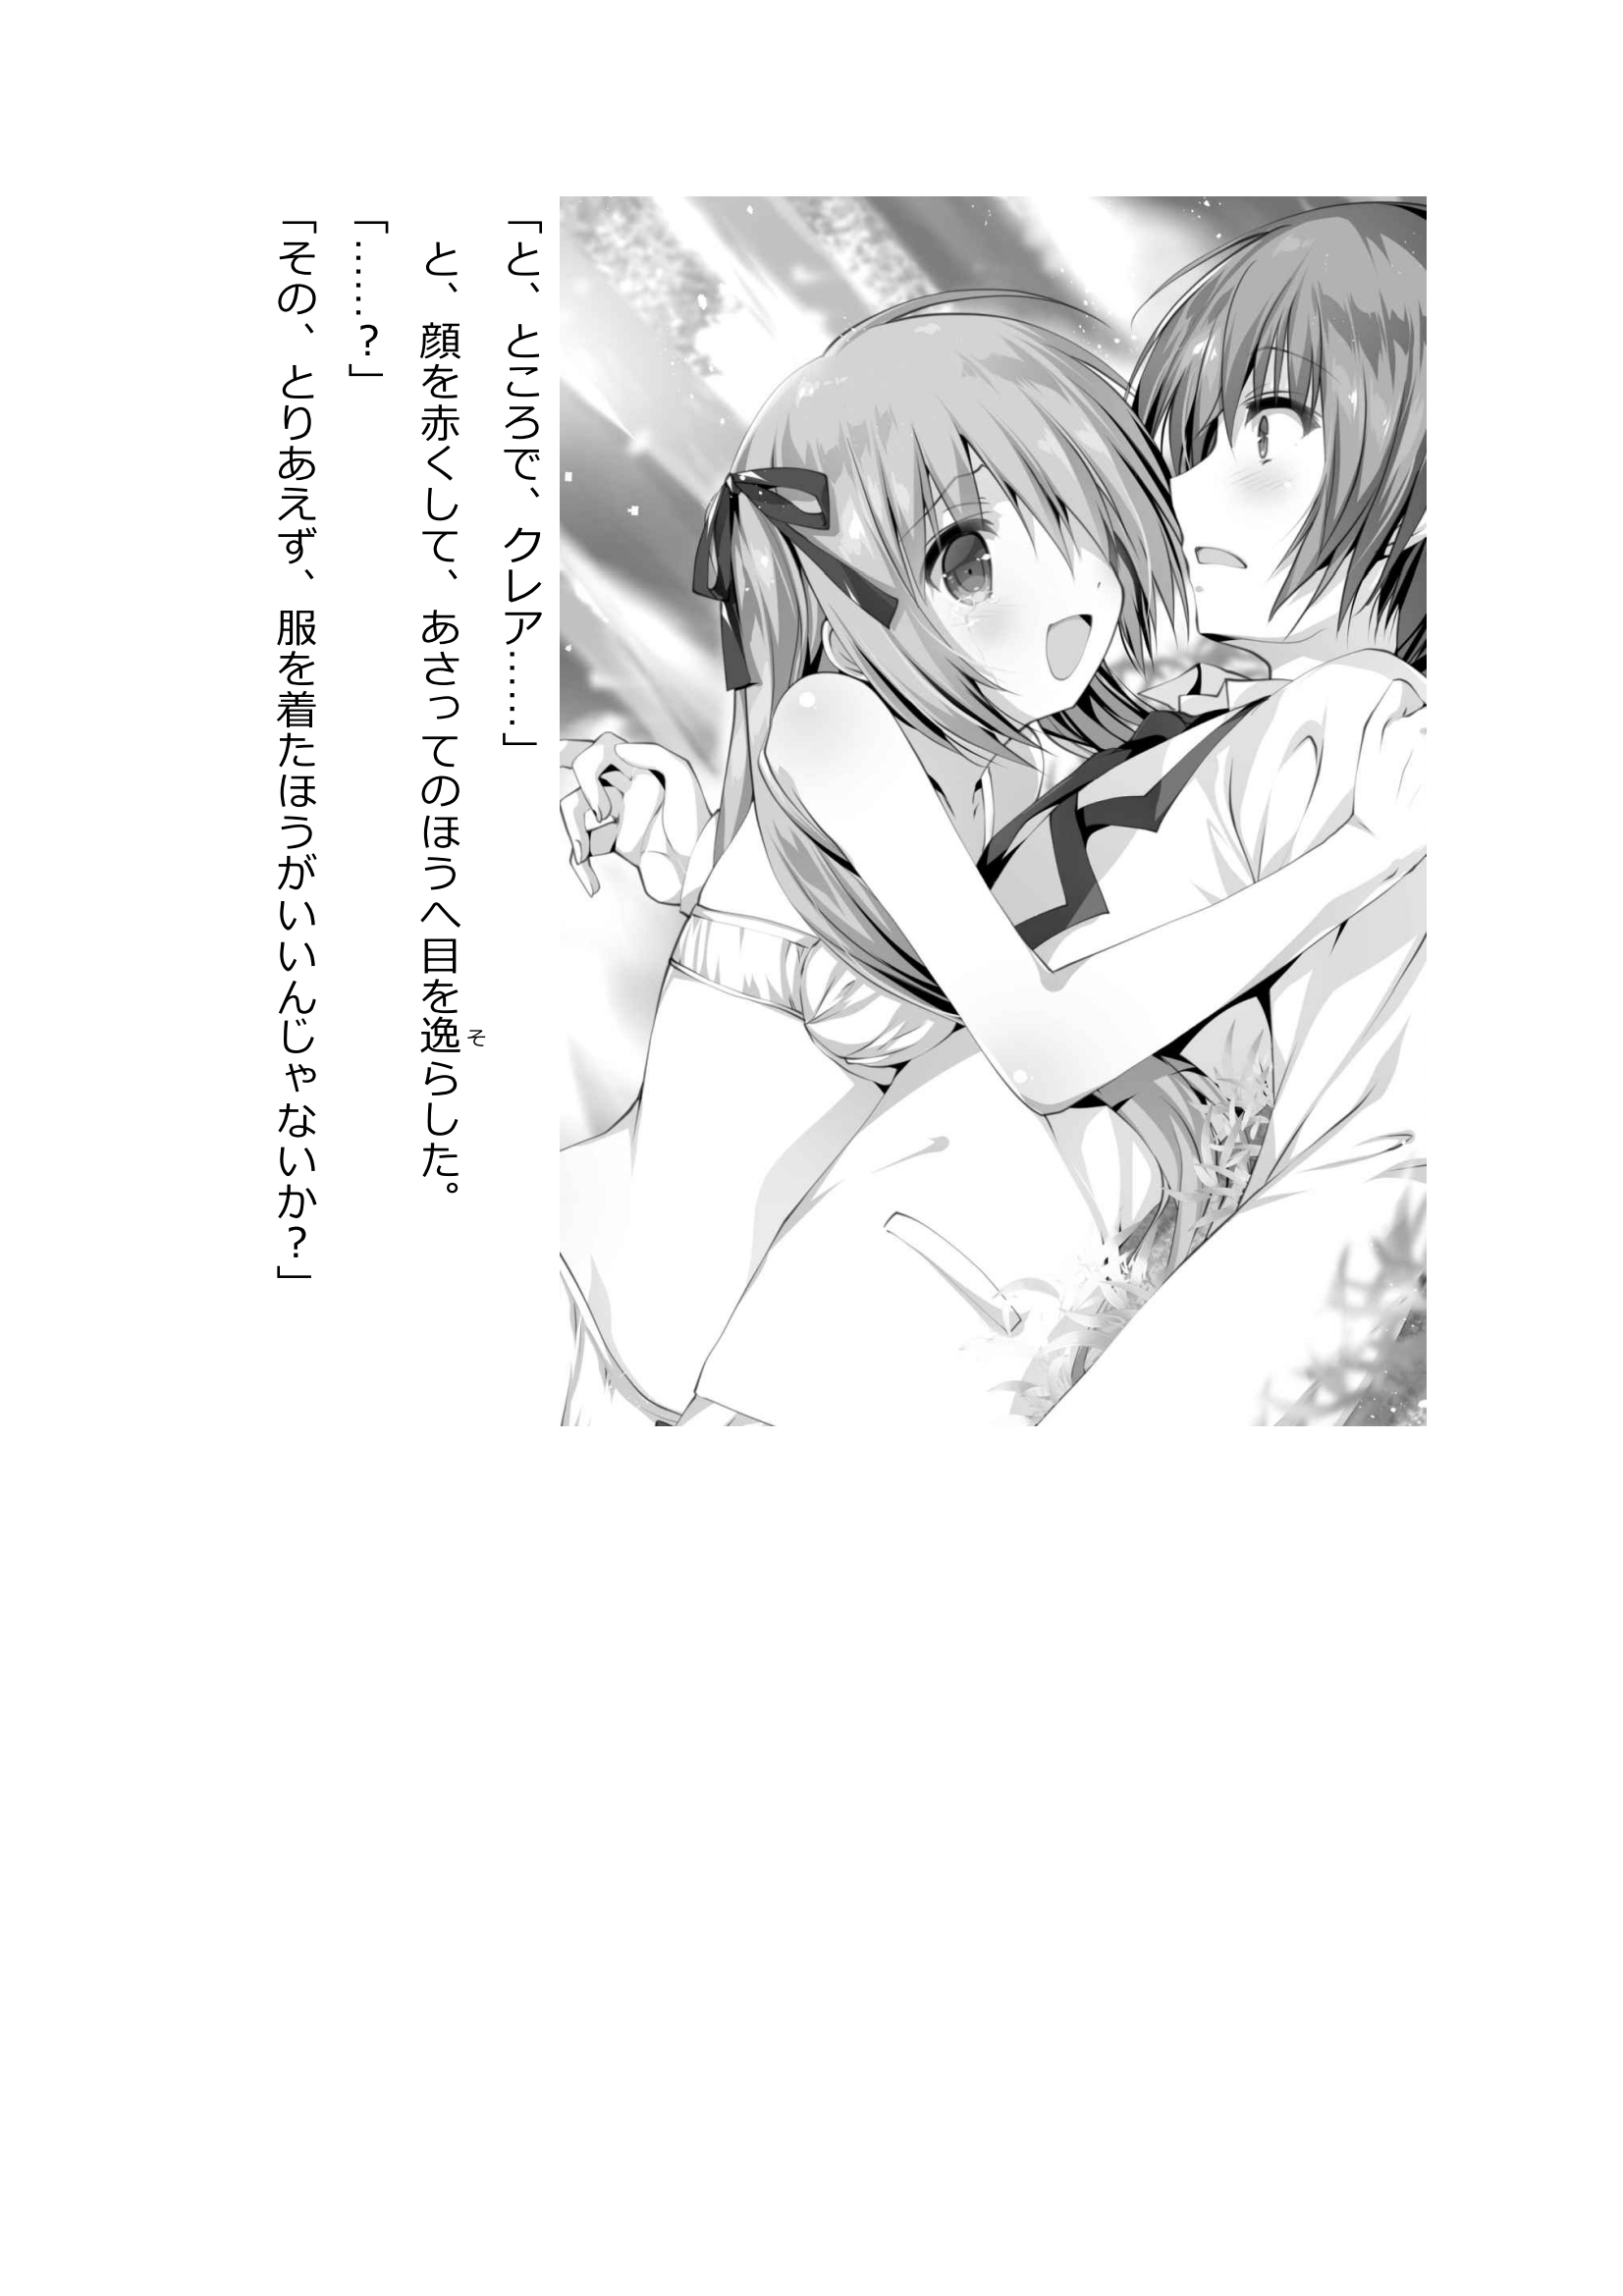 「と、ところで、クレア……」
　と、顔を赤くして、あさってのほうへ目を逸らした。
そ
「……？」
「その、とりあえず、服を着たほうがいいんじゃないか？」